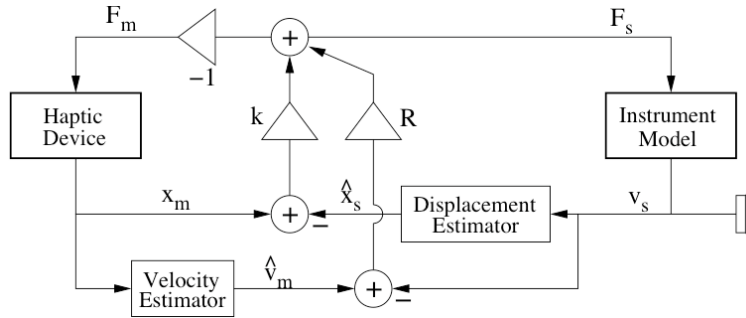 F_m
F_s
+
−1
Haptic
Device
k
R
Instrument
Model
x_m
+
−
x̂_s
Displacement
Estimator
v_s
Velocity
Estimator
v̂_m
+
−